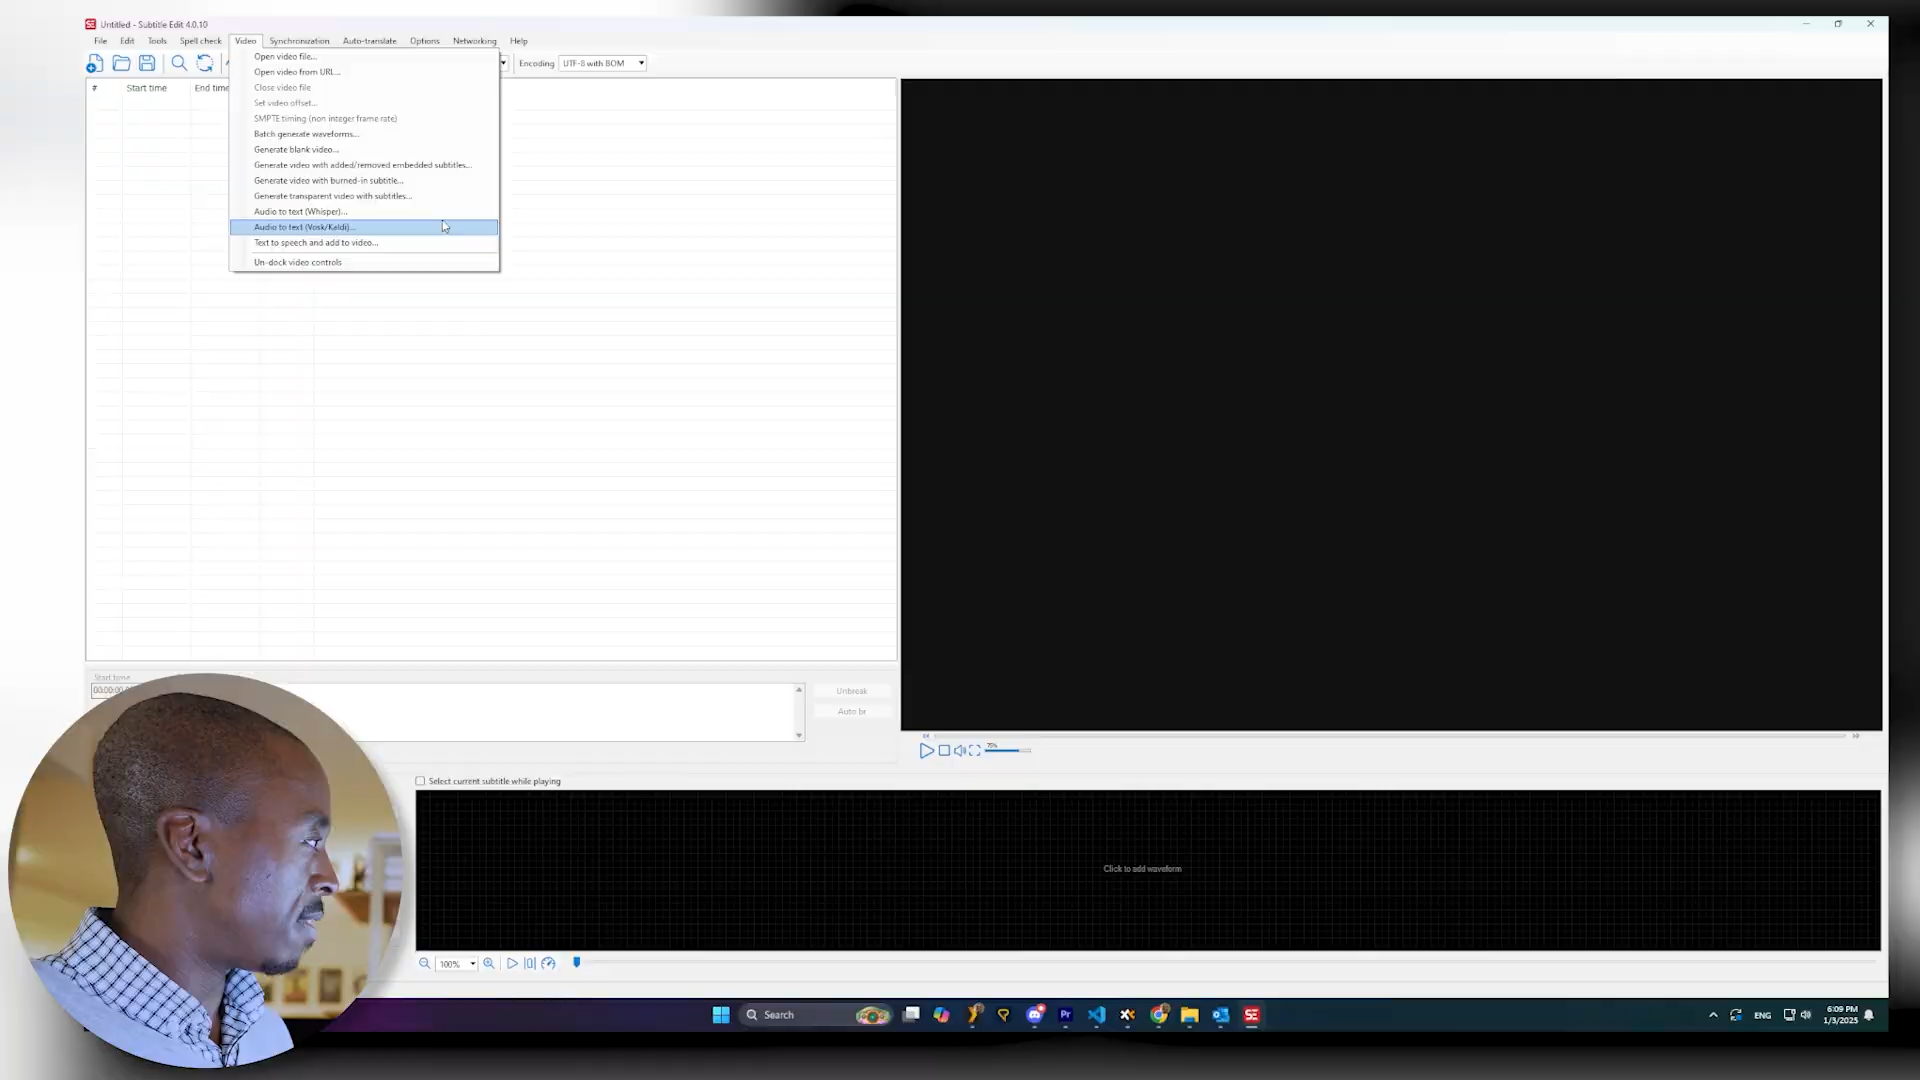 Untitled - Subtitle Edit 4.0.10
File Edit Tools Spell check Video Synchronization Auto-translate Options Networking Help
Encoding UTF-8 with BOM
# Start time End time
Open video file...
Open video from URL...
Close video file
Set video offset...
SMPTE timing (non integer frame rate)
Batch generate waveforms...
Generate blank video...
Generate video with added/removed embedded subtitles...
Generate video with burned-in subtitle...
Generate transparent video with subtitles...
Audio to text (Whisper)...
Audio to text (Vosk/Kaldi)...
Text to speech and add to video...
Un-dock video controls
Start time
Unbreak
Auto br
75%
Select current subtitle while playing
Click to add waveform
100%
Search
Pr
SE
ENG
6:09 PM
1/3/2025